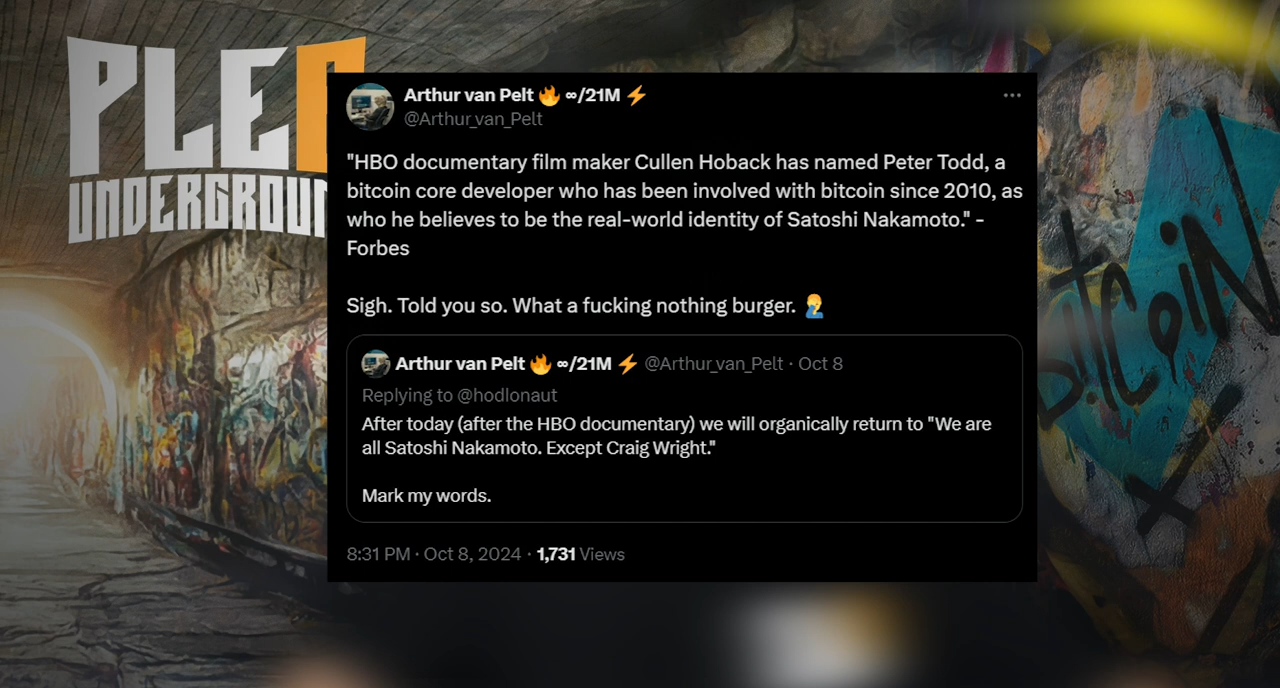 PLE
UNDERGROUN
Arthur van Pelt 🔥 ∞/21M ⚡
@Arthur_van_Pelt
"HBO documentary film maker Cullen Hoback has named Peter Todd, a
bitcoin core developer who has been involved with bitcoin since 2010, as
who he believes to be the real-world identity of Satoshi Nakamoto." -
Forbes
Sigh. Told you so. What a fucking nothing burger. 🤦‍♂️
Arthur van Pelt 🔥 ∞/21M ⚡ @Arthur_van_Pelt · Oct 8
Replying to @hodlonaut
After today (after the HBO documentary) we will organically return to "We are
all Satoshi Nakamoto. Except Craig Wright."
Mark my words.
8:31 PM · Oct 8, 2024 · 1,731 Views
BITCOIN